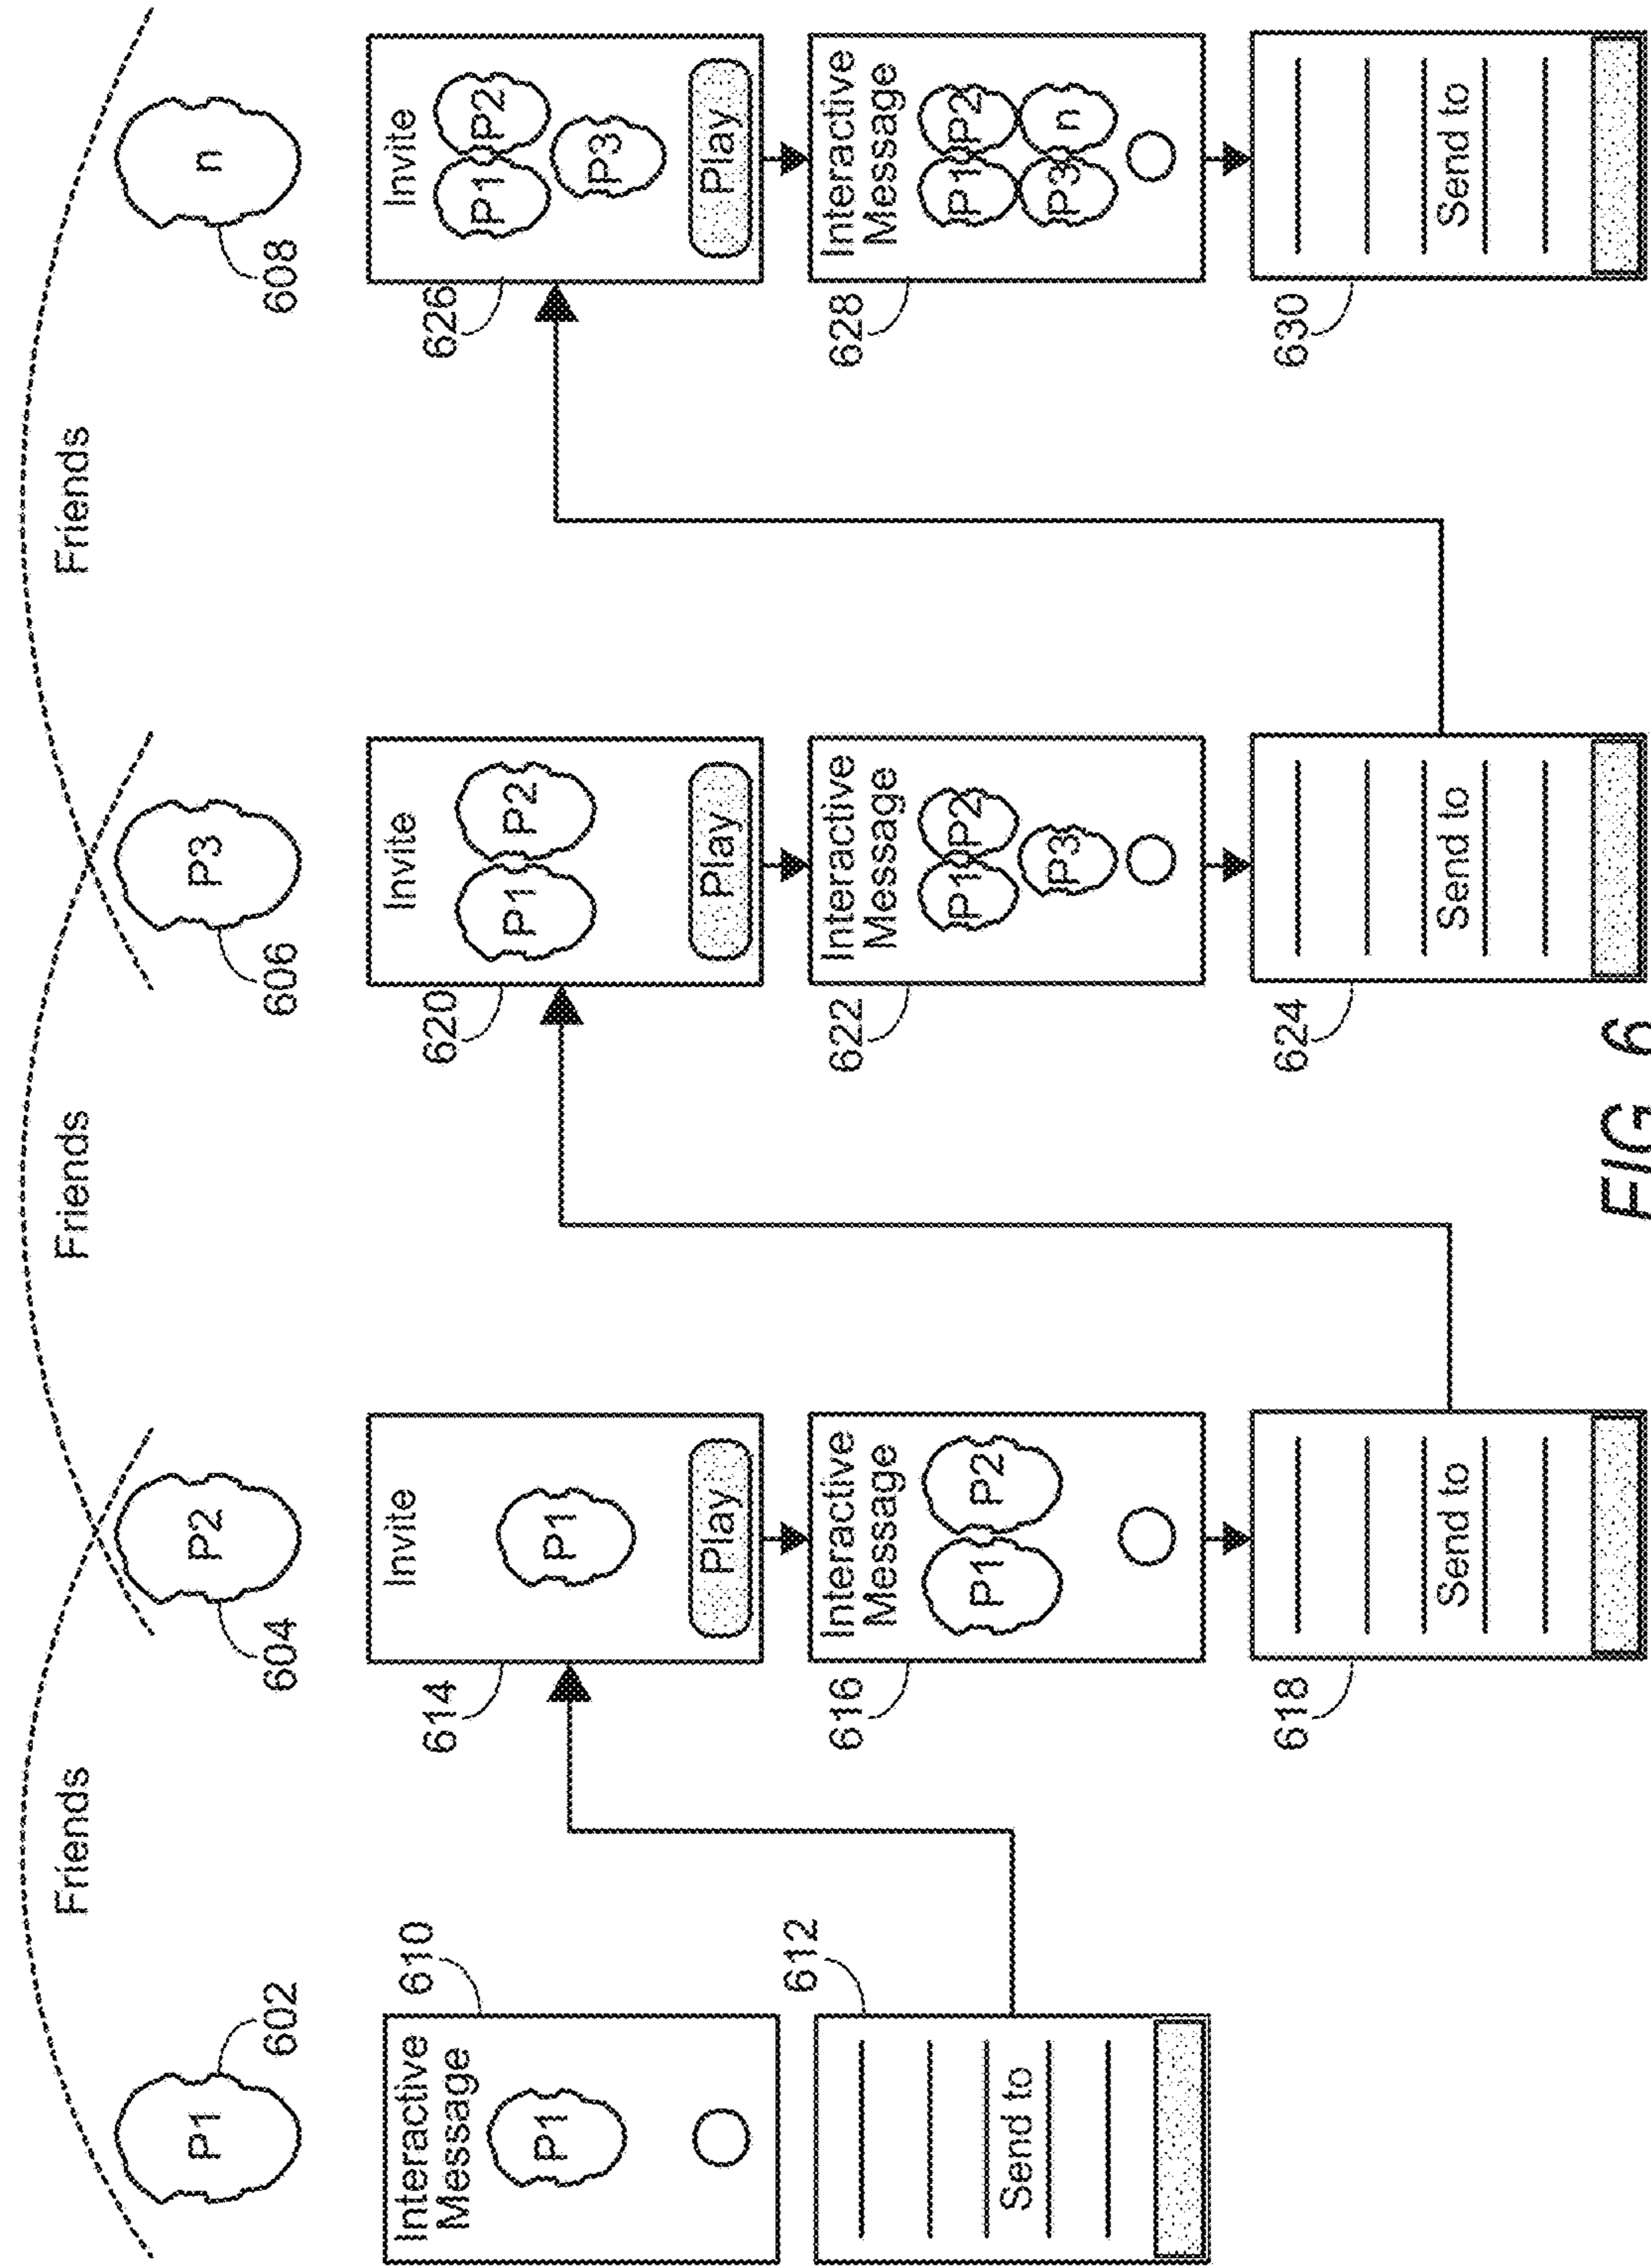 Friends
Friends
Friends
P1
602
P2
604
P3
606
n
608
Interactive
Message
P1
610
Send to
612
Invite
P1
Play
614
Interactive
Message
P1
P2
616
Send to
618
Invite
P1
P2
Play
620
Interactive
Message
P1
P2
P3
622
Send to
624
Invite
P1
P2
P3
Play
626
Interactive
Message
P1
P2
P3
n
628
Send to
630
FIG. 6